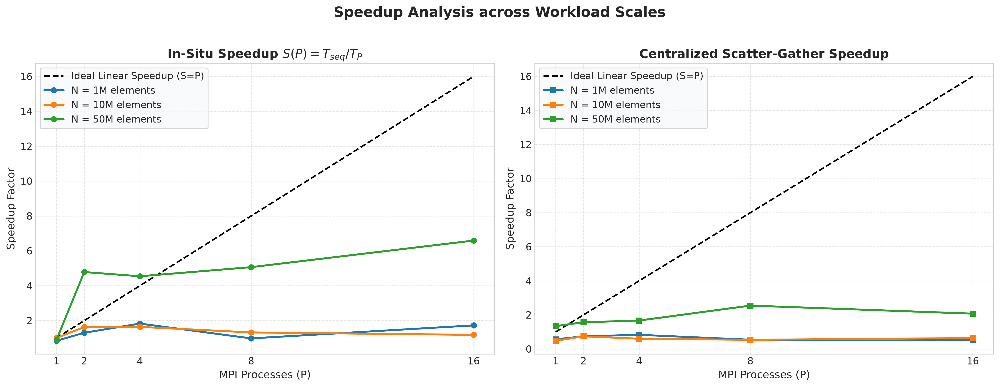 Speedup Analysis across Workload Scales
In-Situ Speedup S(P) = T_seq/T_P
16
14
12
10
8
6
4
2
Speedup Factor
Ideal Linear Speedup (S=P)
N = 1M elements
N = 10M elements
N = 50M elements
1 2 4 8 16
MPI Processes (P)
Centralized Scatter-Gather Speedup
16
14
12
10
8
6
4
2
0
Speedup Factor
Ideal Linear Speedup (S=P)
N = 1M elements
N = 10M elements
N = 50M elements
1 2 4 8 16
MPI Processes (P)